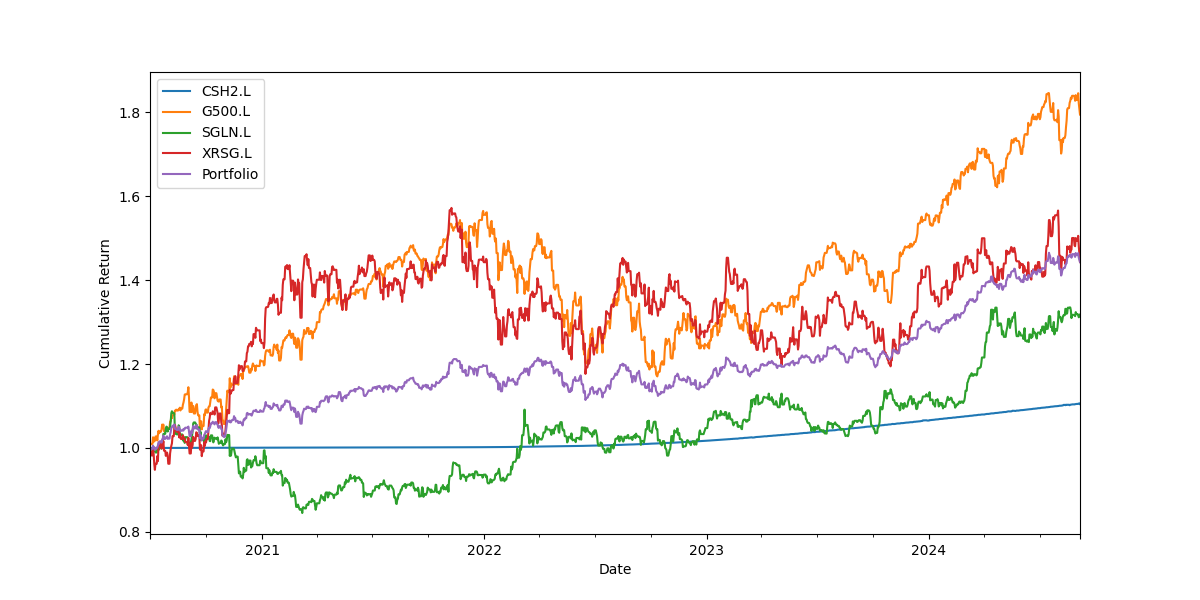 CSH2.L
G500.L
SGLN.L
XRSG.L
Portfolio
1.8
1.6
1.4
1.2
1.0
0.8
Cumulative Return
2021 2022 2023 2024
Date